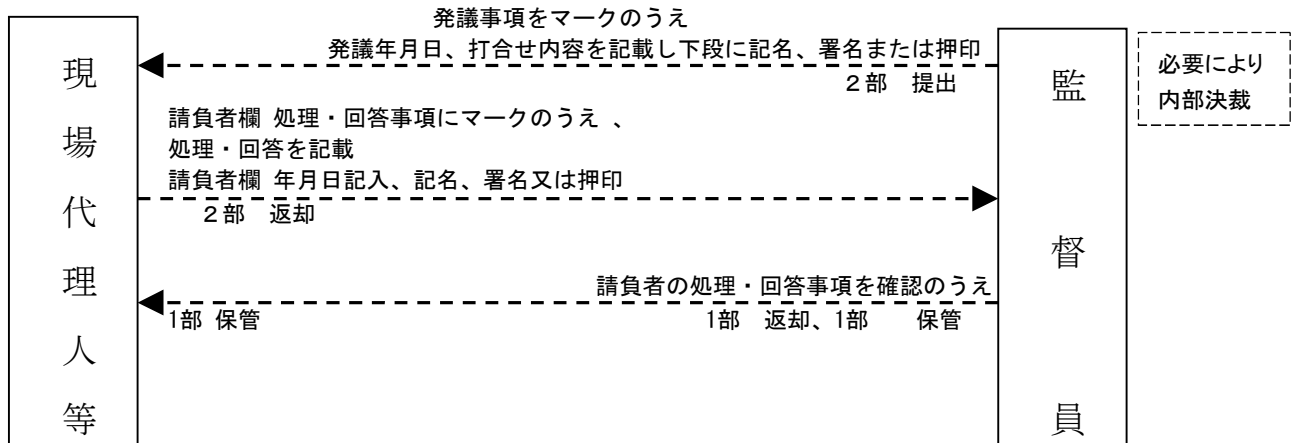 発議事項をマークのうえ
発議年月日、打合せ内容を記載し下段に記名、署名または押印
２部　提出
必要により
内部決裁
現場代理人等
監督員
請負者欄 処理・回答事項にマークのうえ 、
処理・回答を記載
請負者欄 年月日記入、記名、署名又は押印
２部　返却
請負者の処理・回答事項を確認のうえ
1部 保管
1部　返却、1部　　保管